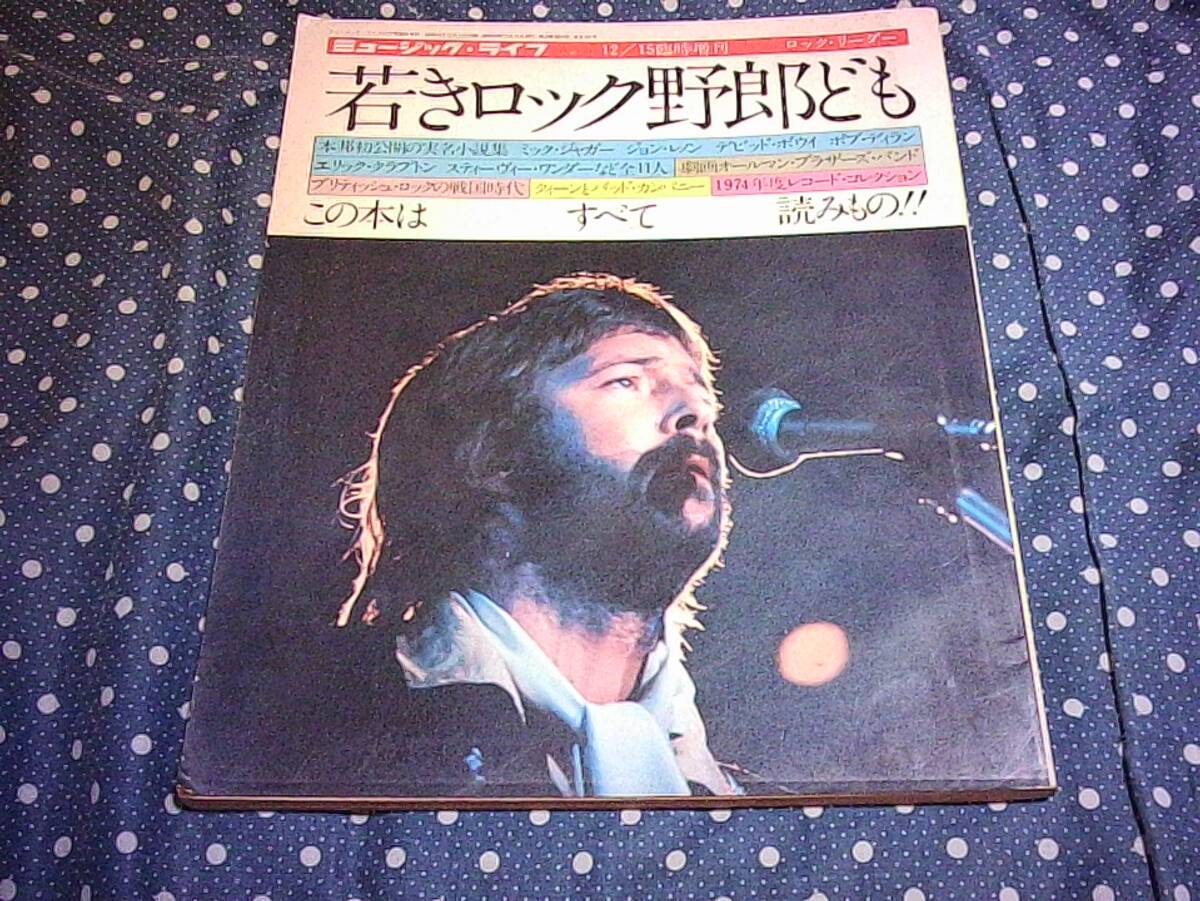 ミュージック・ライフ 12/15臨時増刊 ロック・リーダー
若きロック野郎ども
本邦初公開の実名小説集 ミック・ジャガー ジョン・レノン デビッド・ボウイ ボブ・ディラン
エリック・クラプトン スティービー・ワンダーなど全11人 劇画オールマン・ブラザーズ・バンド
ブリティッシュ・ロックの戦国時代 クィーンとバッド・カンパニー 1974年度レコード・コレクション
この本は すべて 読みもの!!